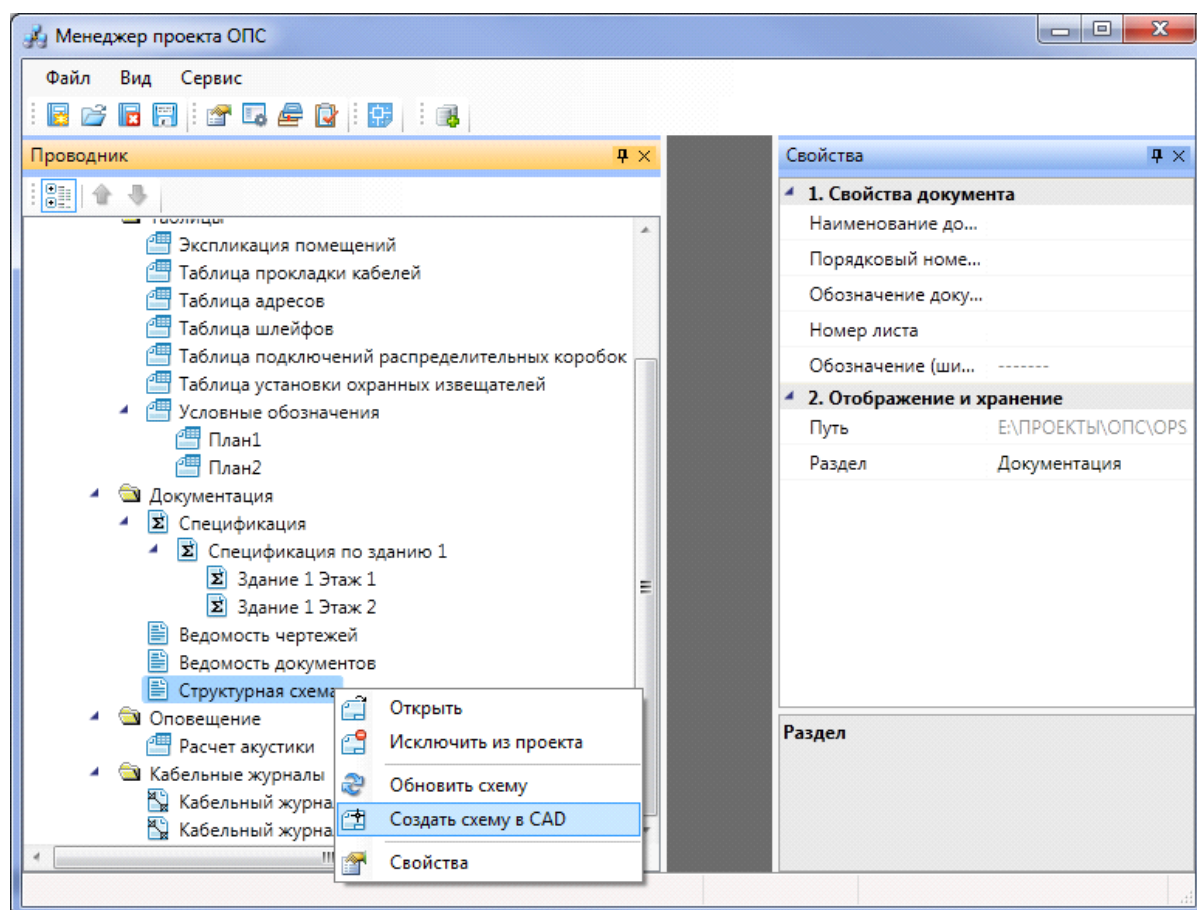 Менеджер проекта ОПС
Файл Вид Сервис
Проводник
Таблицы
Экспликация помещений
Таблица прокладки кабелей
Таблица адресов
Таблица шлейфов
Таблица подключений распределительных коробок
Таблица установки охранных извещателей
Условные обозначения
План1
План2
Документация
Спецификация
Спецификация по зданию 1
Здание 1 Этаж 1
Здание 1 Этаж 2
Ведомость чертежей
Ведомость документов
Структурная схема
Оповещение
Расчет акустики
Кабельные журналы
Кабельный журна
Кабельный журна
Открыть
Исключить из проекта
Обновить схему
Создать схему в CAD
Свойства
Свойства
1. Свойства документа
Наименование до...
Порядковый номе...
Обозначение доку...
Номер листа
Обозначение (ши... -------
2. Отображение и хранение
Путь E:\ПРОЕКТЫ\ОПС\OPS
Раздел Документация
Раздел